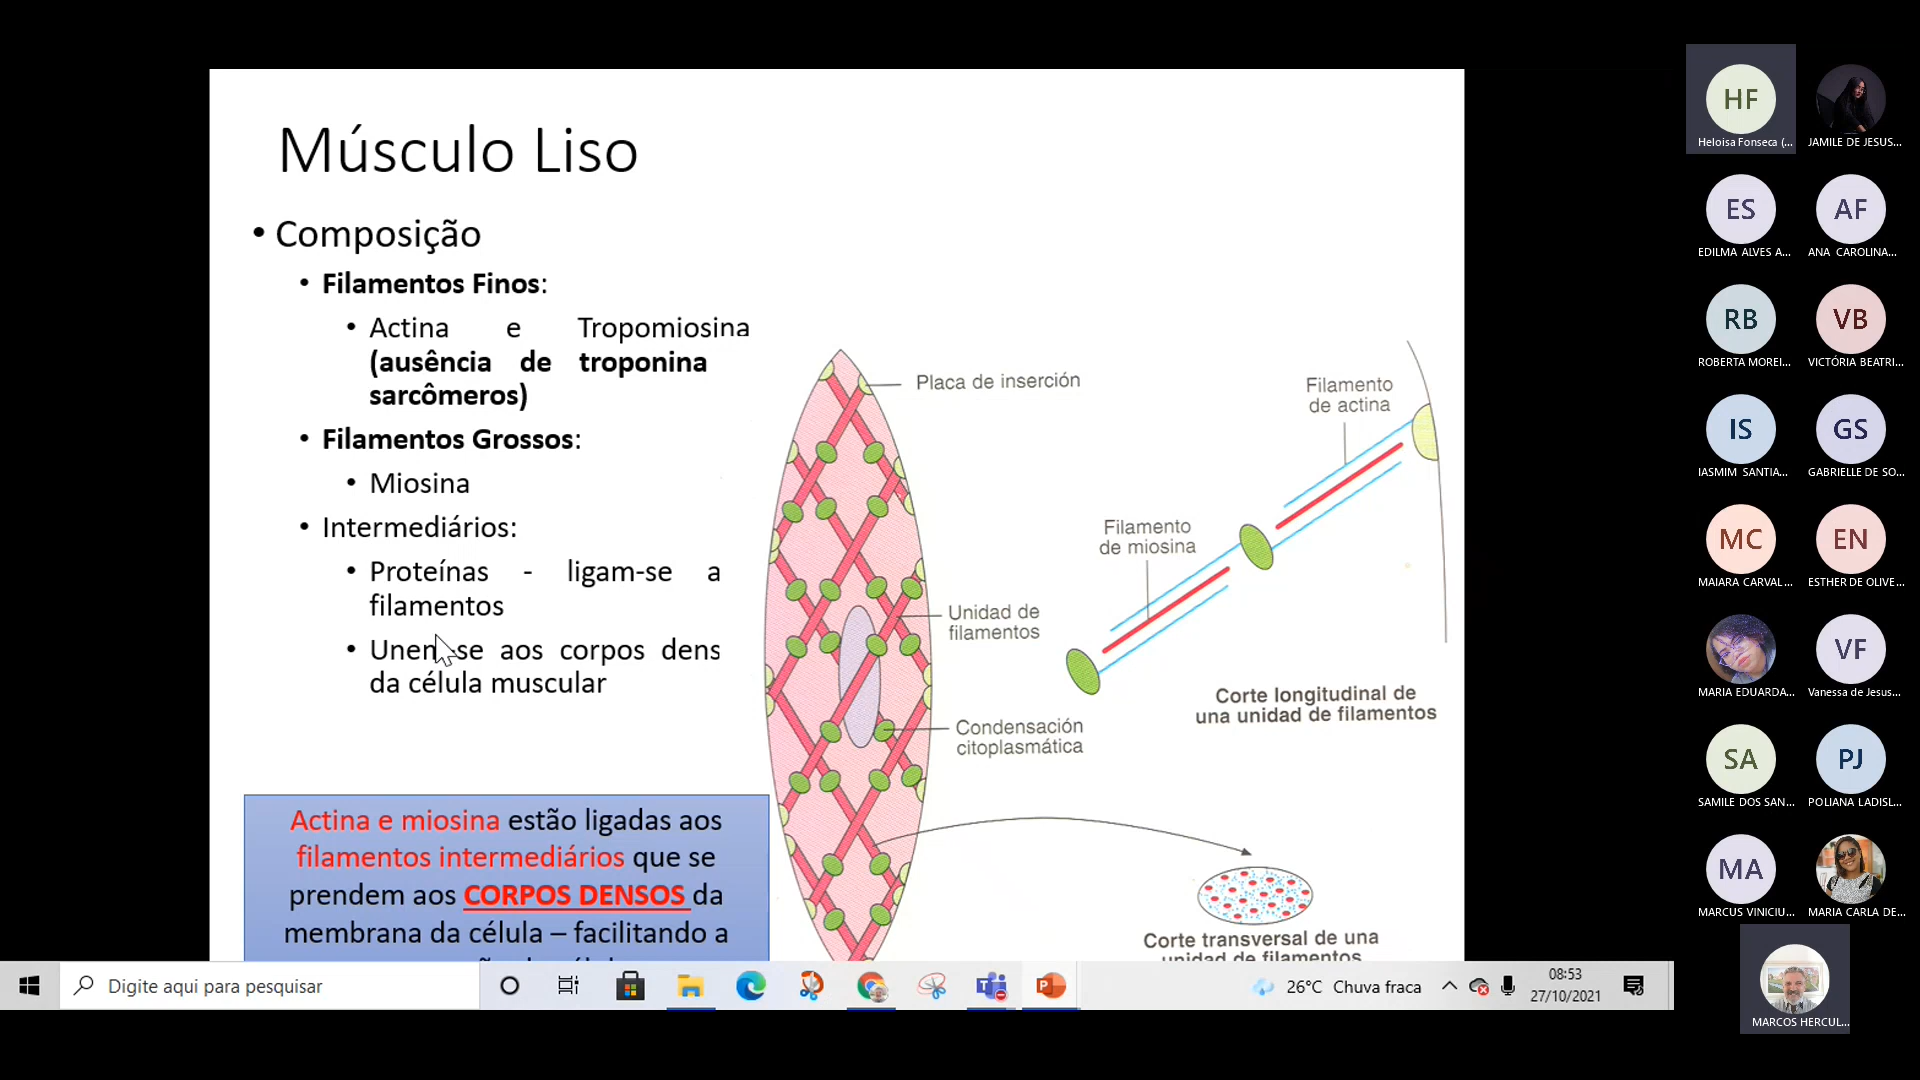 Músculo Liso
• Composição
• Filamentos Finos:
• Actina e Tropomiosina
(ausência de troponina
sarcômeros)
• Filamentos Grossos:
• Miosina
• Intermediários:
• Proteínas - ligam-se a
filamentos
• Unem-se aos corpos dens
da célula muscular
Actina e miosina estão ligadas aos
filamentos intermediários que se
prendem aos CORPOS DENSOS da
membrana da célula – facilitando a
Placa de inserción
Unidad de
filamentos
Condensación
citoplasmática
Filamento
de actina
Filamento
de miosina
Corte longitudinal de
una unidad de filamentos
Corte transversal de una
unidad de filamentos
Digite aqui para pesquisar
26°C Chuva fraca
08:53
27/10/2021
HF
Heloisa Fonseca (...
JAMILE DE JESUS...
ES
EDILMA ALVES A...
AF
ANA CAROLINA...
RB
ROBERTA MOREI...
VB
VICTÓRIA BEATRI...
IS
IASMIM SANTIA...
GS
GABRIELLE DE SO...
MC
MAIARA CARVAL...
EN
ESTHER DE OLIVE...
MARIA EDUARDA...
VF
Vanessa de Jesus...
SA
SAMILE DOS SAN...
PJ
POLIANA LADISL...
MA
MARCUS VINICIU...
MARIA CARLA DE...
MARCOS HERCUL...